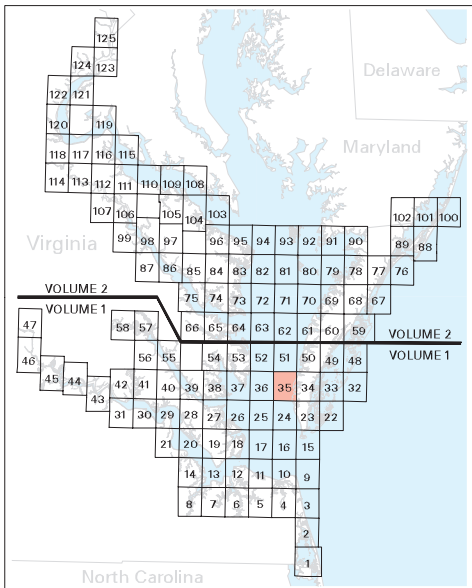 125
124 123
Delaware
122 121
120 119
Maryland
118 117 116 115
114 113 112 111 110 109 108
107 106 105 104 103 102 101 100
Virginia
99 98 97 96 95 94 93 92 91 90 89 88
87 86 85 84 83 82 81 80 79 78 77 76
VOLUME 2
75 74 73 72 71 70 69 68 67
VOLUME 1
47 58 57 66 65 64 63 62 61 60 59
VOLUME 2
46 56 55 54 53 52 51 50 49 48
VOLUME 1
45 44 43 42 41 40 39 38 37 36 35 34 33 32
31 30 29 28 27 26 25 24 23 22
21 20 19 18 17 16 15
14 13 12 11 10 9
8 7 6 5 4 3
2
1
North Carolina